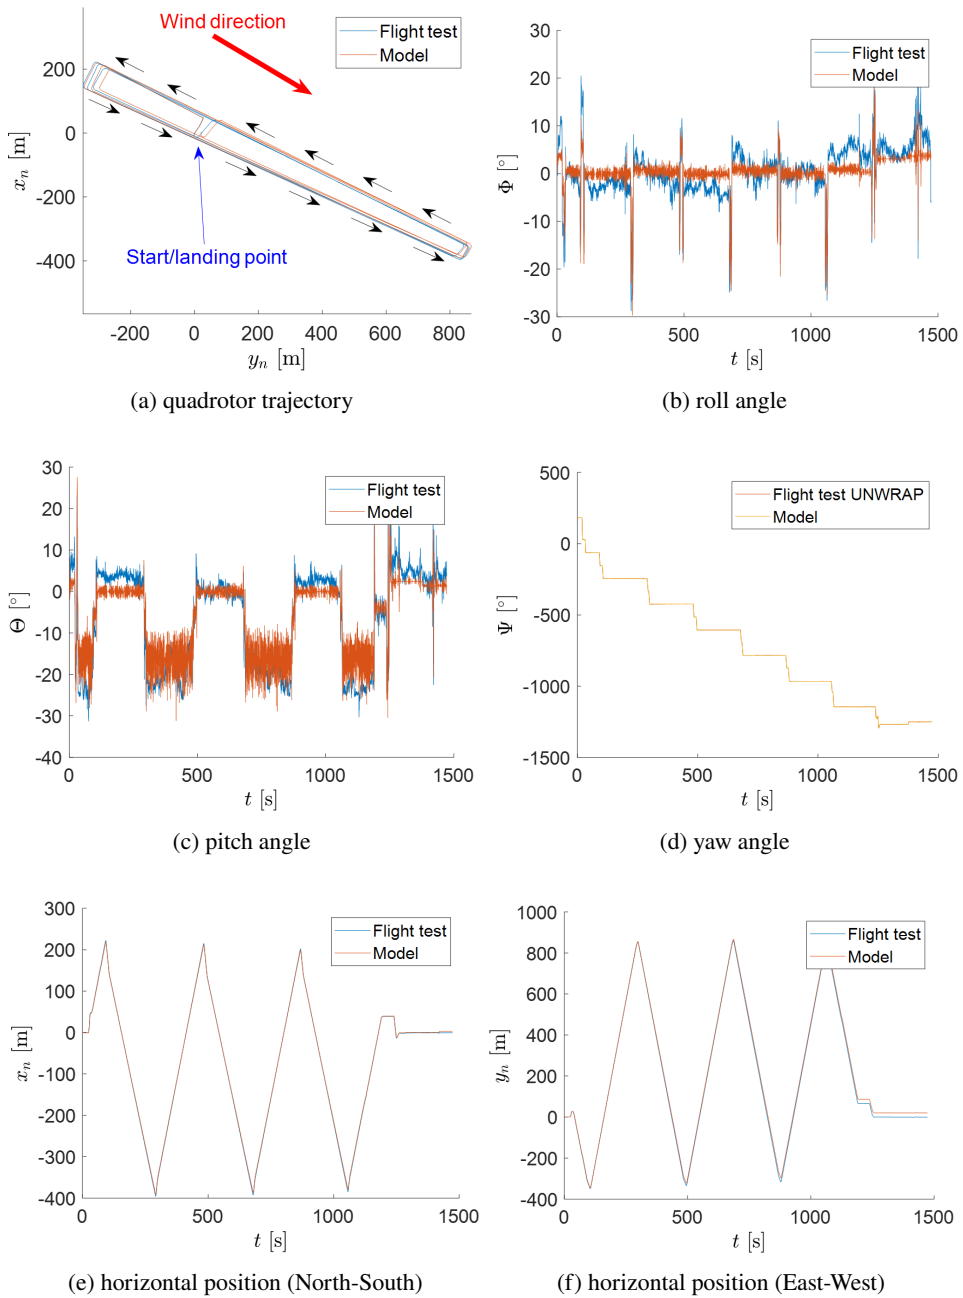 Wind direction
Flight test
Model
200
0
-200
-400
x_n [m]
Start/landing point
-200 0 200 400 600 800
y_n [m]
(a) quadrotor trajectory
30
20
10
0
-10
-20
-30
Φ [°]
Flight test
Model
0 500 1000 1500
t [s]
(b) roll angle
30
20
10
0
-10
-20
-30
-40
Θ [°]
Flight test
Model
0 500 1000 1500
t [s]
(c) pitch angle
500
0
-500
-1000
-1500
Ψ [°]
Flight test UNWRAP
Model
0 500 1000 1500
t [s]
(d) yaw angle
300
200
100
0
-100
-200
-300
-400
x_n [m]
Flight test
Model
0 500 1000 1500
t [s]
(e) horizontal position (North-South)
1000
800
600
400
200
0
-200
-400
y_n [m]
Flight test
Model
0 500 1000 1500
t [s]
(f) horizontal position (East-West)